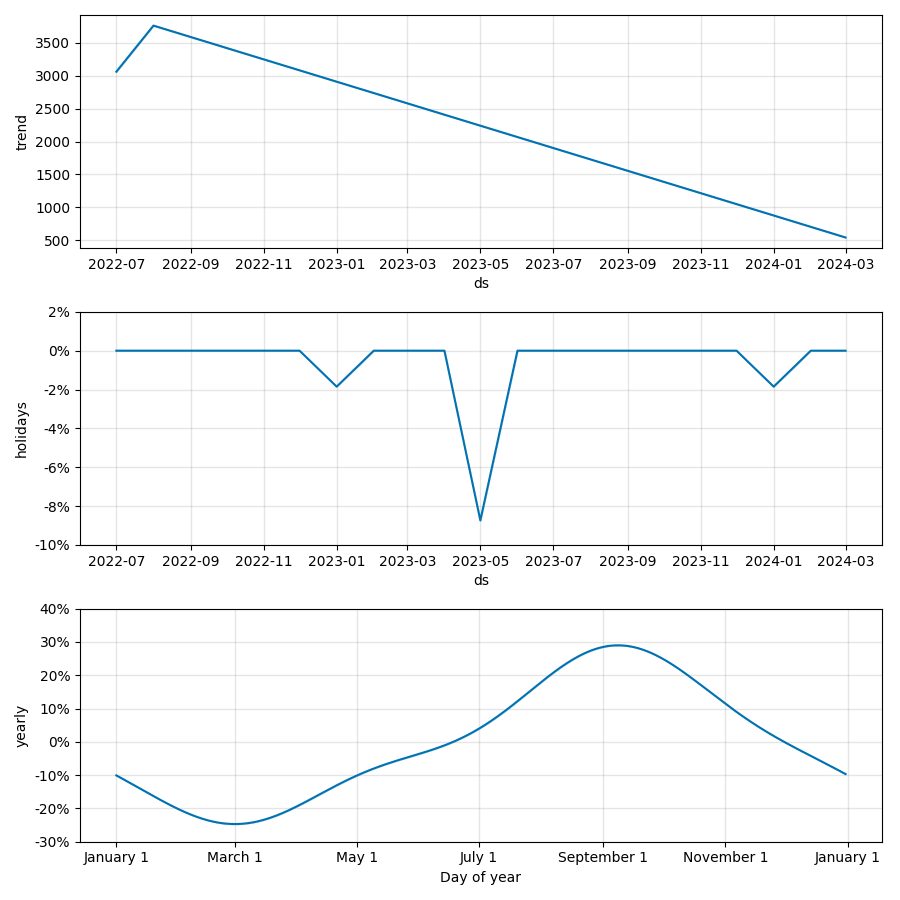 3500
3000
2500
2000
1500
1000
500
trend
2022-07 2022-09 2022-11 2023-01 2023-03 2023-05 2023-07 2023-09 2023-11 2024-01 2024-03
ds
2%
0%
-2%
-4%
-6%
-8%
-10%
holidays
2022-07 2022-09 2022-11 2023-01 2023-03 2023-05 2023-07 2023-09 2023-11 2024-01 2024-03
ds
40%
30%
20%
10%
0%
-10%
-20%
-30%
yearly
January 1 March 1 May 1 July 1 September 1 November 1 January 1
Day of year